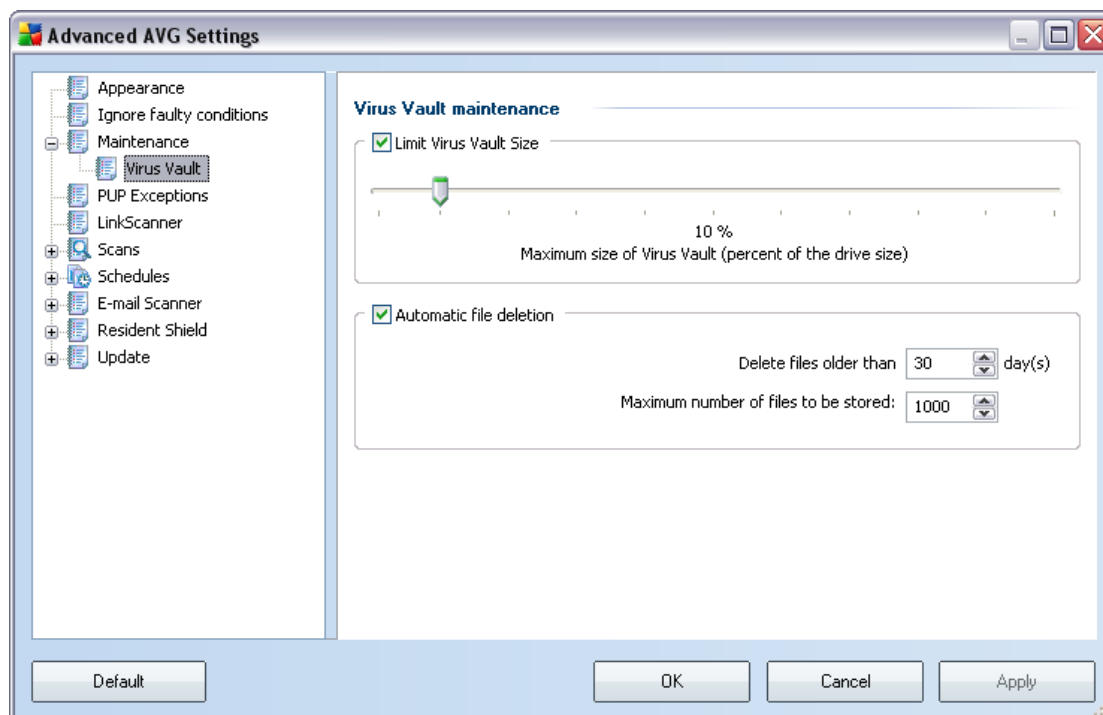 Advanced AVG Settings
Appearance
Ignore faulty conditions
Maintenance
Virus Vault
PUP Exceptions
LinkScanner
Scans
Schedules
E-mail Scanner
Resident Shield
Update
Virus Vault maintenance
Limit Virus Vault Size
10 %
Maximum size of Virus Vault (percent of the drive size)
Automatic file deletion
Delete files older than 30 day(s)
Maximum number of files to be stored: 1000
Default OK Cancel Apply